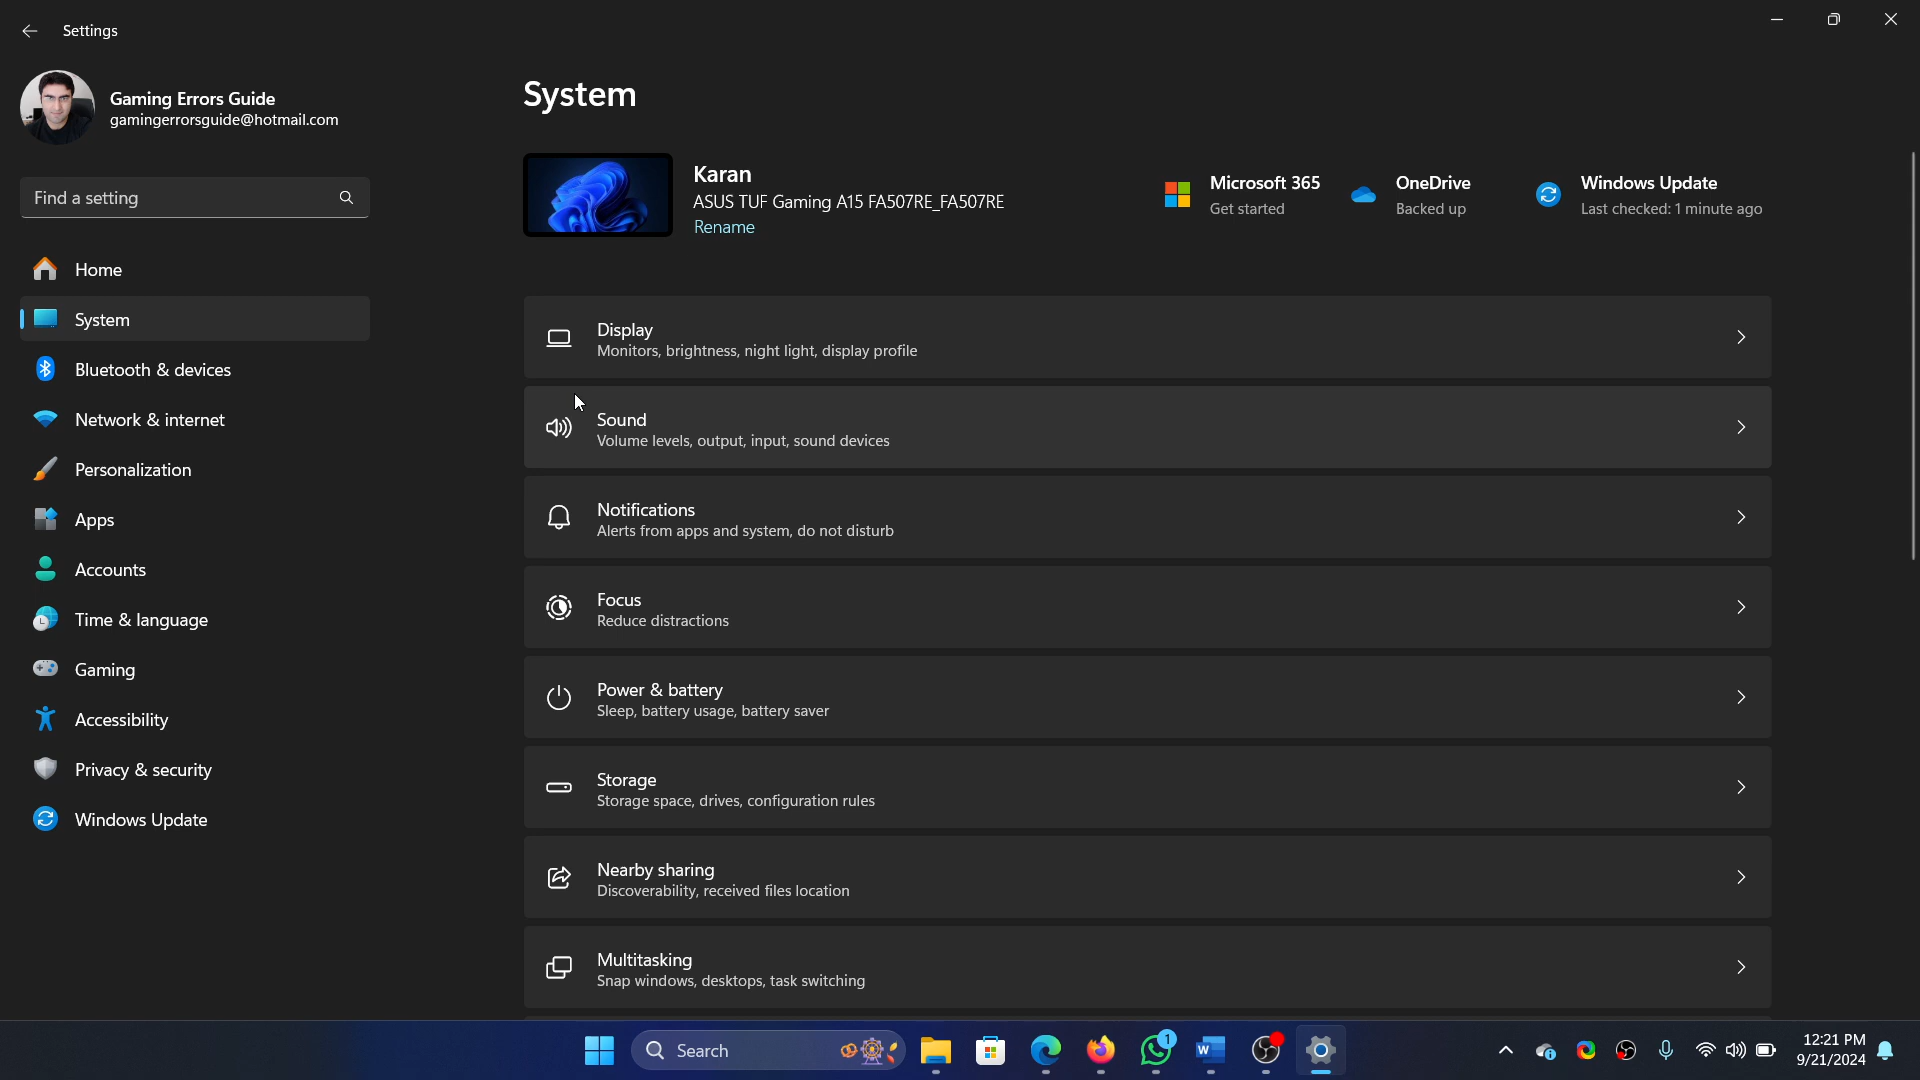 Settings
Gaming Errors Guide
gamingerrorsguide@hotmail.com
Find a setting
Home
System
Bluetooth & devices
Network & internet
Personalization
Apps
Accounts
Time & language
Gaming
Accessibility
Privacy & security
Windows Update
System
Karan
ASUS TUF Gaming A15 FA507RE_FA507RE
Rename
Microsoft 365
Get started
OneDrive
Backed up
Windows Update
Last checked: 1 minute ago
Display
Monitors, brightness, night light, display profile
Sound
Volume levels, output, input, sound devices
Notifications
Alerts from apps and system, do not disturb
Focus
Reduce distractions
Power & battery
Sleep, battery usage, battery saver
Storage
Storage space, drives, configuration rules
Nearby sharing
Discoverability, received files location
Multitasking
Snap windows, desktops, task switching
Search
1
W
12:21 PM
9/21/2024